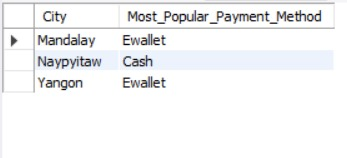 City Most_Popular_Payment_Method
Mandalay Ewallet
Naypyitaw Cash
Yangon Ewallet